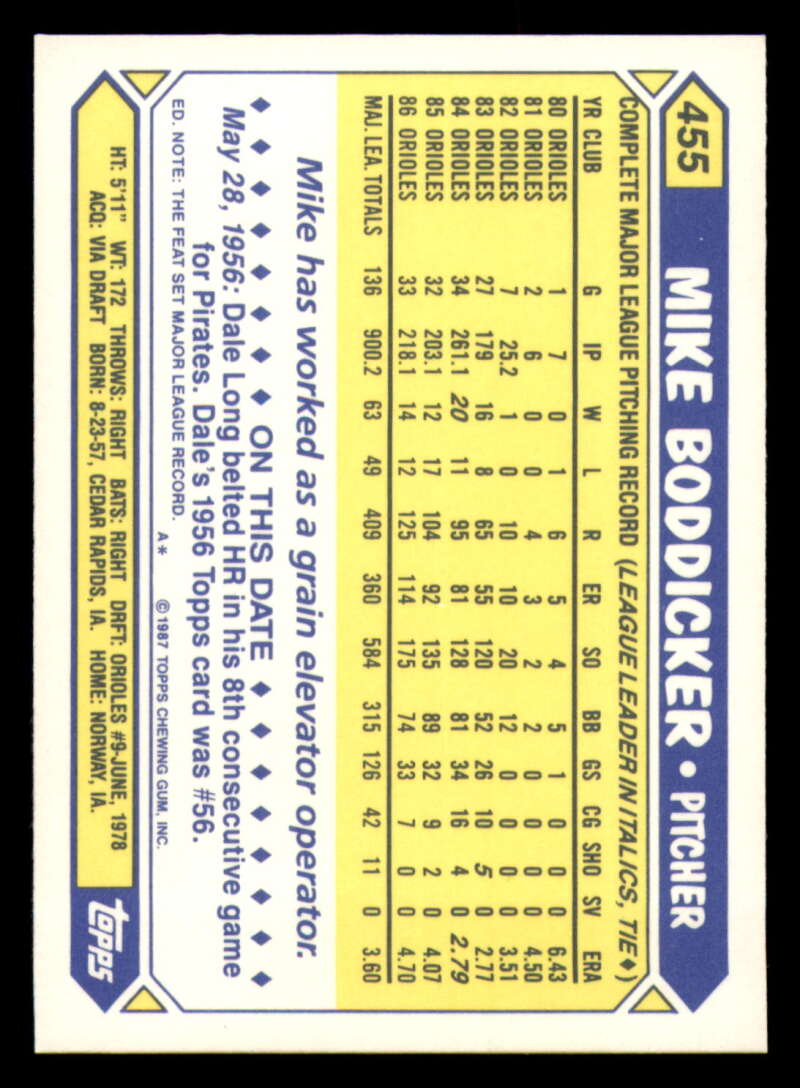 455 MIKE BODDICKER • PITCHER
COMPLETE MAJOR LEAGUE PITCHING RECORD (LEAGUE LEADER IN ITALICS, TIE ♦)
YR CLUB G IP W L R ER SO BB GS CG SHO SV ERA
80 ORIOLES 1 7 0 1 6 5 4 5 1 0 0 0 6.43
81 ORIOLES 2 6 0 0 4 3 2 2 0 0 0 0 4.50
82 ORIOLES 7 25.2 1 0 10 10 20 12 0 0 0 0 3.51
83 ORIOLES 27 179 16 8 65 55 120 52 26 10 5 0 2.77
84 ORIOLES 34 261.1 20 11 95 81 128 81 34 16 4 0 2.79
85 ORIOLES 32 203.1 12 17 104 92 135 89 32 9 2 0 4.07
86 ORIOLES 33 218.1 14 12 125 114 175 74 33 7 0 0 4.70
MAJ. LEA. TOTALS 136 900.2 63 49 409 360 584 315 126 42 11 0 3.60
Mike has worked as a grain elevator operator.
♦ ♦ ♦ ♦ ♦ ♦ ♦ ♦ ON THIS DATE ♦ ♦ ♦ ♦ ♦ ♦ ♦ ♦
May 28, 1956: Dale Long belted HR in his 8th consecutive game
for Pirates. Dale's 1956 Topps card was #56.
ED. NOTE: THE FEAT SET MAJOR LEAGUE RECORD. A* ©1987 TOPPS CHEWING GUM, INC.
HT: 5'11" WT: 172 THROWS: RIGHT BATS: RIGHT DRFT: ORIOLES #9-JUNE, 1978
ACQ: VIA DRAFT BORN: 8-23-57, CEDAR RAPIDS, IA. HOME: NORWAY, IA.
topps